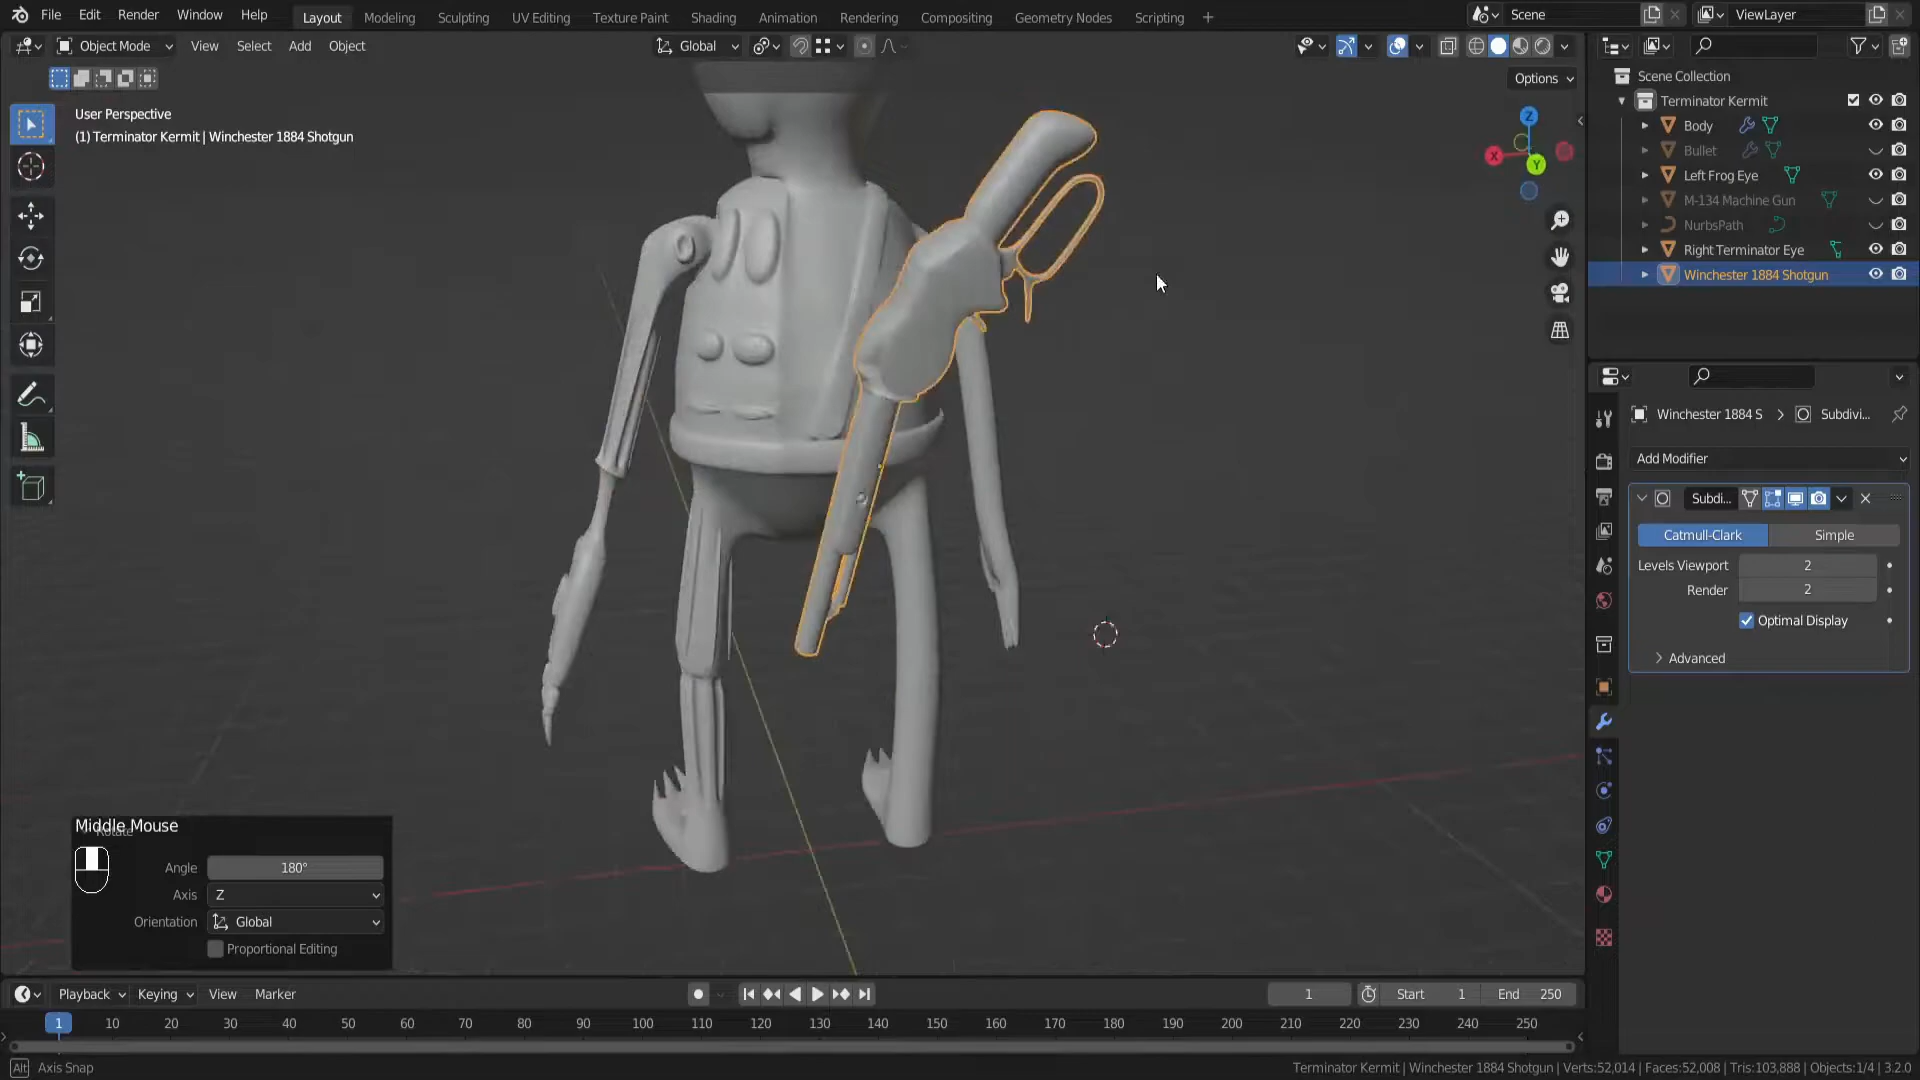 File Edit Render Window Help Layout Modeling Sculpting UV Editing Texture Paint Shading Animation Rendering Compositing Geometry Nodes Scripting + Scene ViewLayer
Object Mode View Select Add Object Global
Options
User Perspective
(1) Terminator Kermit | Winchester 1884 Shotgun
Z
X
Y
Scene Collection
Terminator Kermit
Body
Bullet
Left Frog Eye
M-134 Machine Gun
NurbsPath
Right Terminator Eye
Winchester 1884 Shotgun
Winchester 1884 S > Subdivi...
Add Modifier
Subdi...
Catmull-Clark Simple
Levels Viewport 2
Render 2
Optimal Display
Advanced
Middle Mouse
Rotate
Angle 180°
Axis Z
Orientation Global
Proportional Editing
Playback Keying View Marker 1 Start 1 End 250
1 10 20 30 40 50 60 70 80 90 100 110 120 130 140 150 160 170 180 190 200 210 220 230 240 250
Alt Axis Snap Terminator Kermit | Winchester 1884 Shotgun | Verts:52,014 | Faces:52,008 | Tris:103,888 | Objects:1/4 | 3.2.0